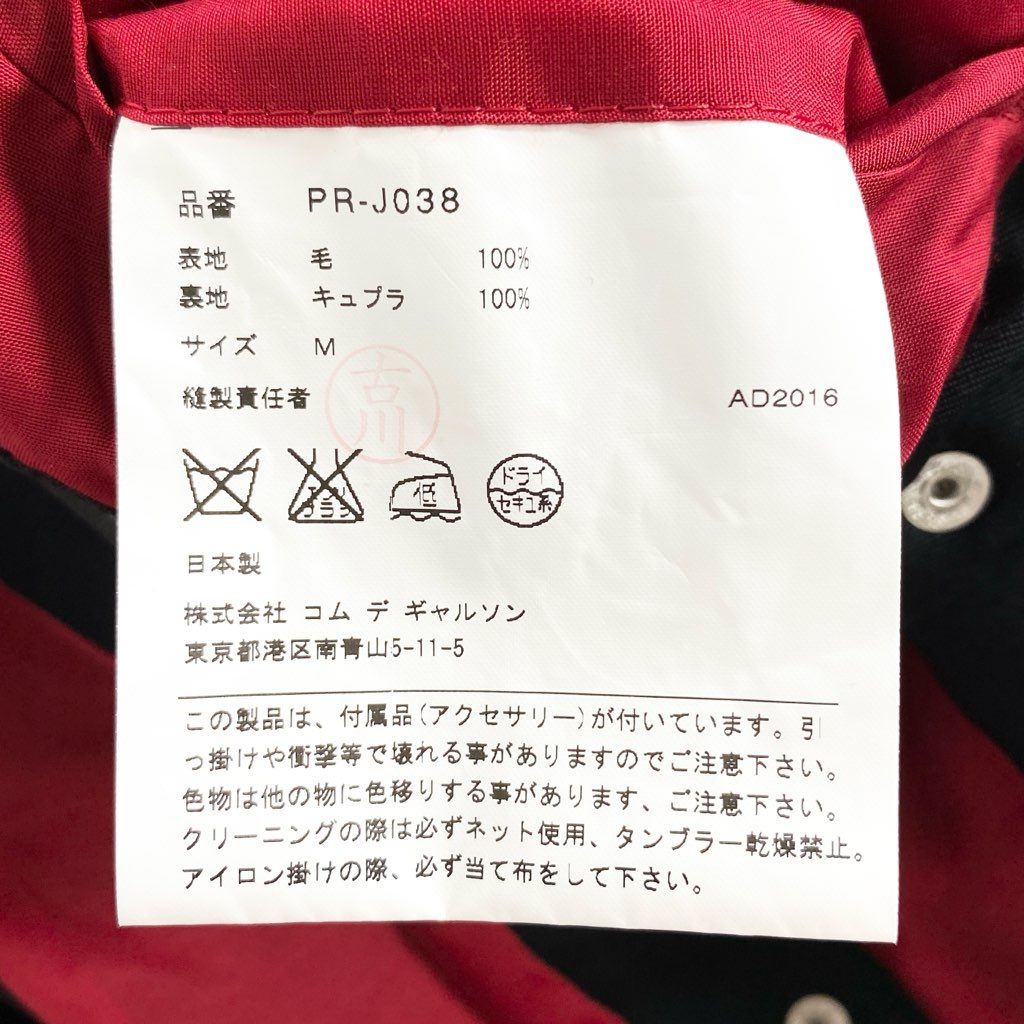 品番 PR-J038
表地 毛 100%
裏地 キュプラ 100%
サイズ M
古川
縫製責任者 AD2016
エンソ サラシ 低 ドライ セキユ系
日本製
株式会社 コム デ ギャルソン
東京都港区南青山5-11-5
この製品は、付属品(アクセサリー)が付いています。引
っ掛けや衝撃等で壊れる事がありますのでご注意下さい。
色物は他の物に色移りする事があります、ご注意下さい。
クリーニングの際は必ずネット使用、タンブラー乾燥禁止。
アイロン掛けの際、必ず当て布をして下さい。